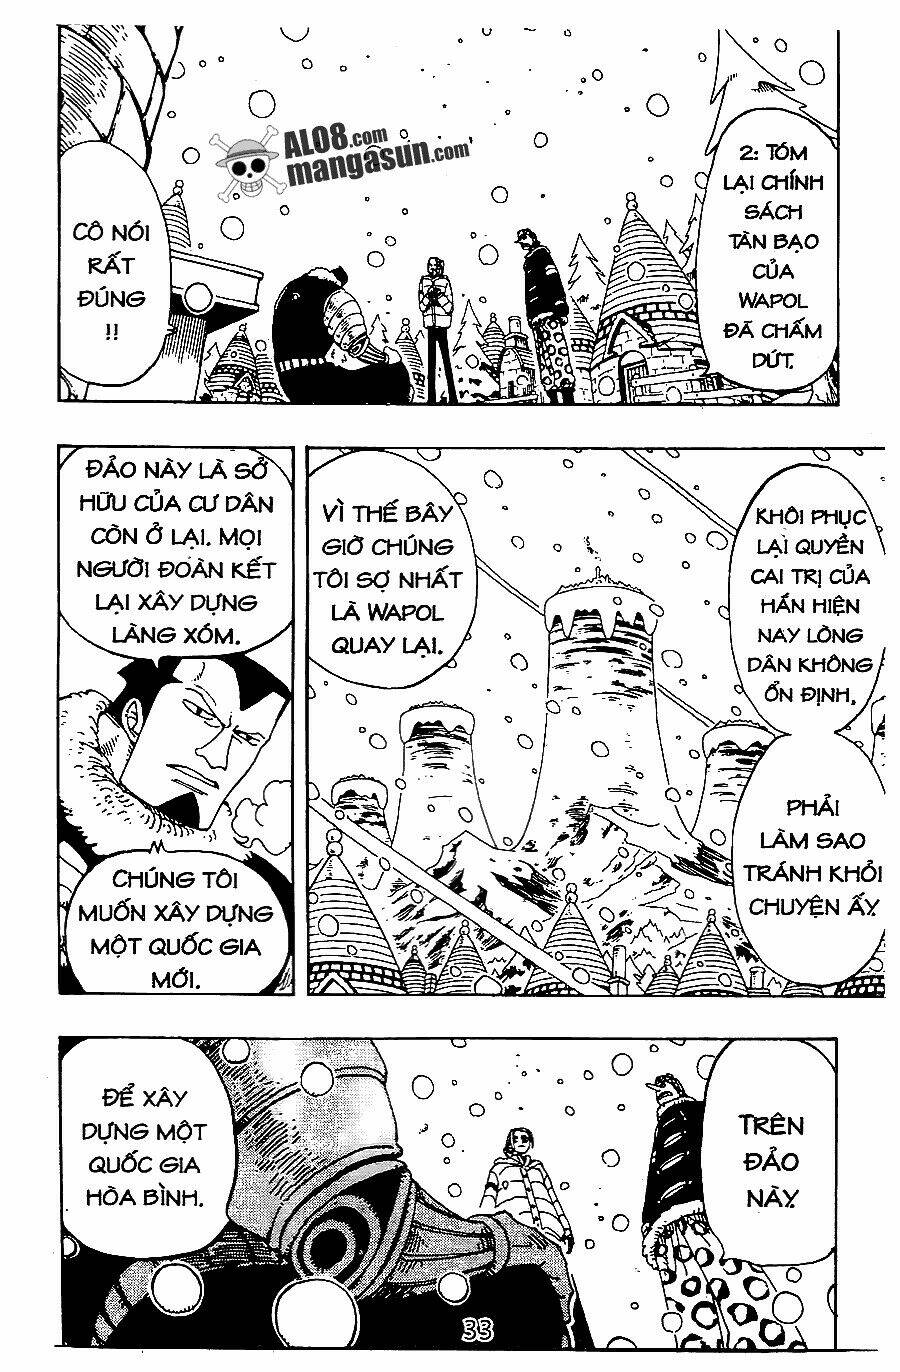 AL08.com
mangasun.com
2: TÓM
LẠI CHÍNH
SÁCH
TÀN BẠO
CỦA
WAPOL
ĐÃ CHẤM
DỨT.
CÔ NÓI
RẤT
ĐÚNG
!!
KHÔI PHỤC
LẠI QUYỀN
CAI TRỊ CỦA
HẮN HIỆN
NAY LÒNG
DÂN KHÔNG
ỔN ĐỊNH,
PHẢI
LÀM SAO
TRÁNH KHỎI
CHUYỆN ẤY.
VÌ THẾ BÂY
GIỜ CHÚNG
TÔI SỢ NHẤT
LÀ WAPOL
QUAY LẠI.
ĐẢO NÀY LÀ SỞ
HỮU CỦA CƯ DÂN
CÒN Ở LẠI. MỌI
NGƯỜI ĐOÀN KẾT
LẠI XÂY DỰNG
LÀNG XÓM.
CHÚNG TÔI
MUỐN XÂY DỰNG
MỘT QUỐC GIA
MỚI.
TRÊN
ĐẢO
NÀY.
ĐỂ XÂY
DỰNG MỘT
QUỐC GIA
HÒA BÌNH.
33